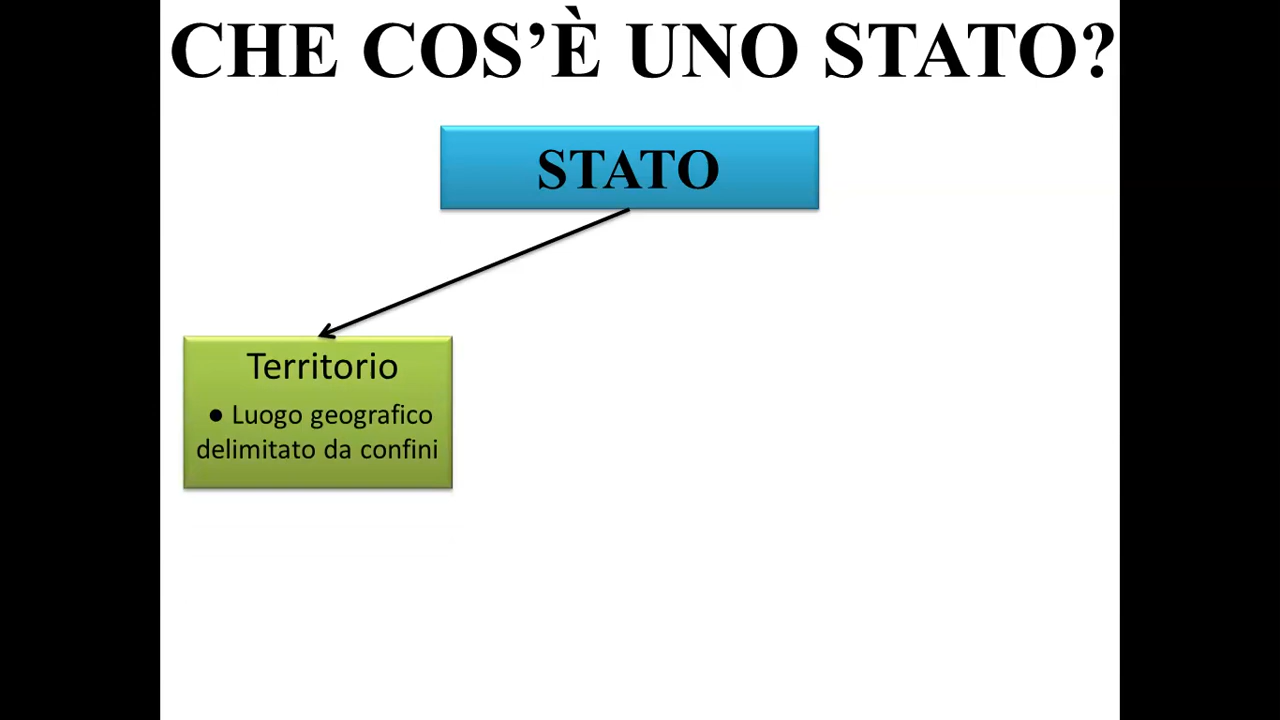 CHE COS’È UNO STATO?
STATO
Territorio
● Luogo geografico
delimitato da confini